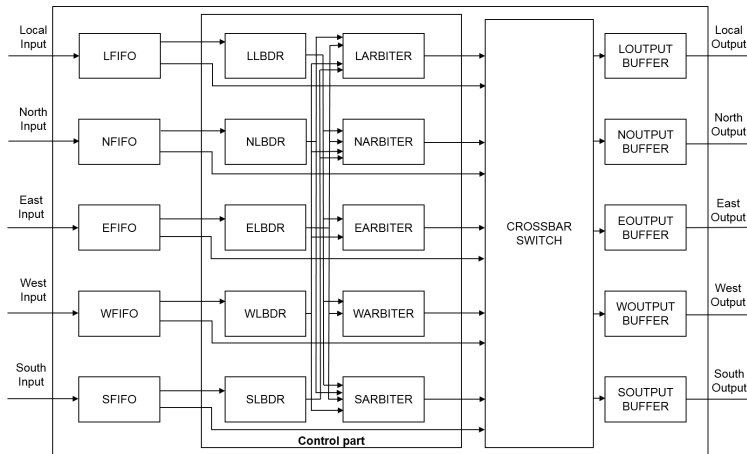 Local
Input
LFIFO
LLBDR
LARBITER
LOUTPUT
BUFFER
Local
Output
North
Input
NFIFO
NLBDR
NARBITER
NOUTPUT
BUFFER
North
Output
East
Input
EFIFO
ELBDR
EARBITER
CROSSBAR
SWITCH
EOUTPUT
BUFFER
East
Output
West
Input
WFIFO
WLBDR
WARBITER
WOUTPUT
BUFFER
West
Output
South
Input
SFIFO
SLBDR
SARBITER
SOUTPUT
BUFFER
South
Output
Control part